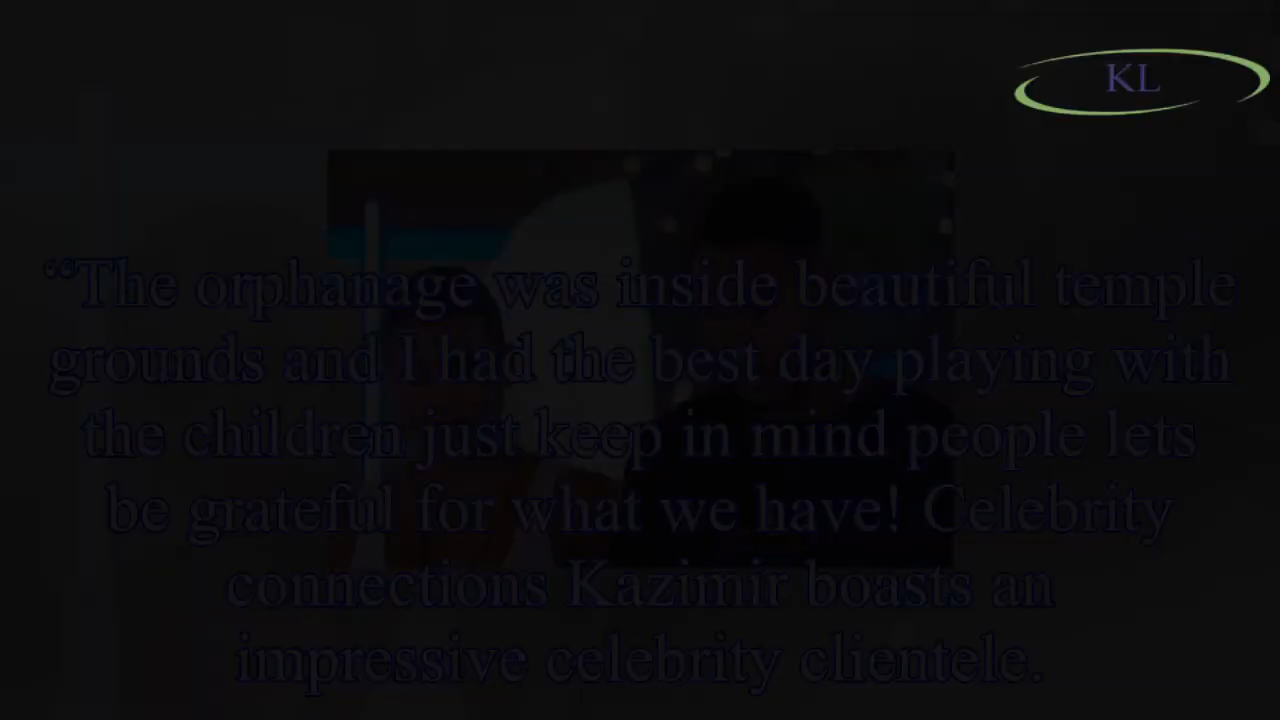 KL
“The orphanage was inside beautiful temple
grounds and I had the best day playing with
the children just keep in mind people lets
be grateful for what we have! Celebrity
connections Kazimir boasts an
impressive celebrity clientele.